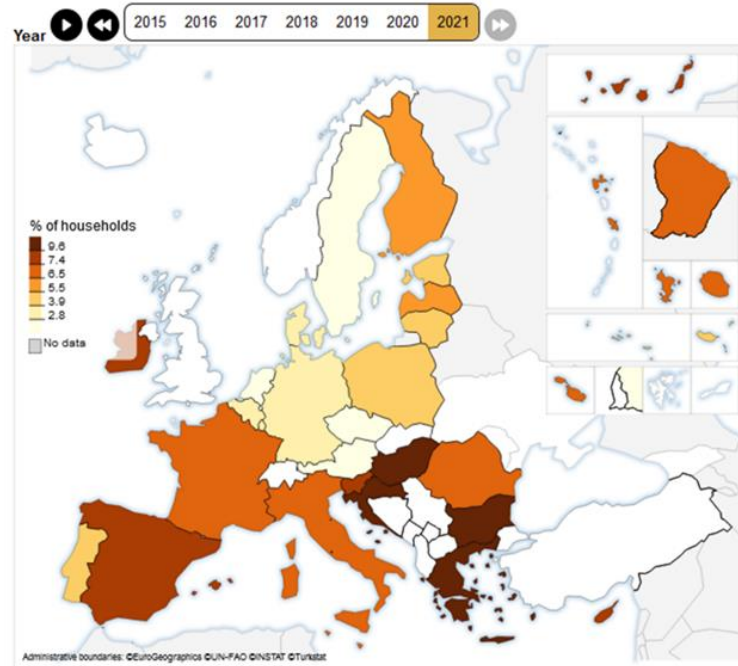 Year 2015 2016 2017 2018 2019 2020 2021
% of households
9.6
7.4
6.5
5.5
3.9
2.8
No data
Administrative boundaries: ©EuroGeographics ©UN-FAO ©INSTAT ©Turkstat